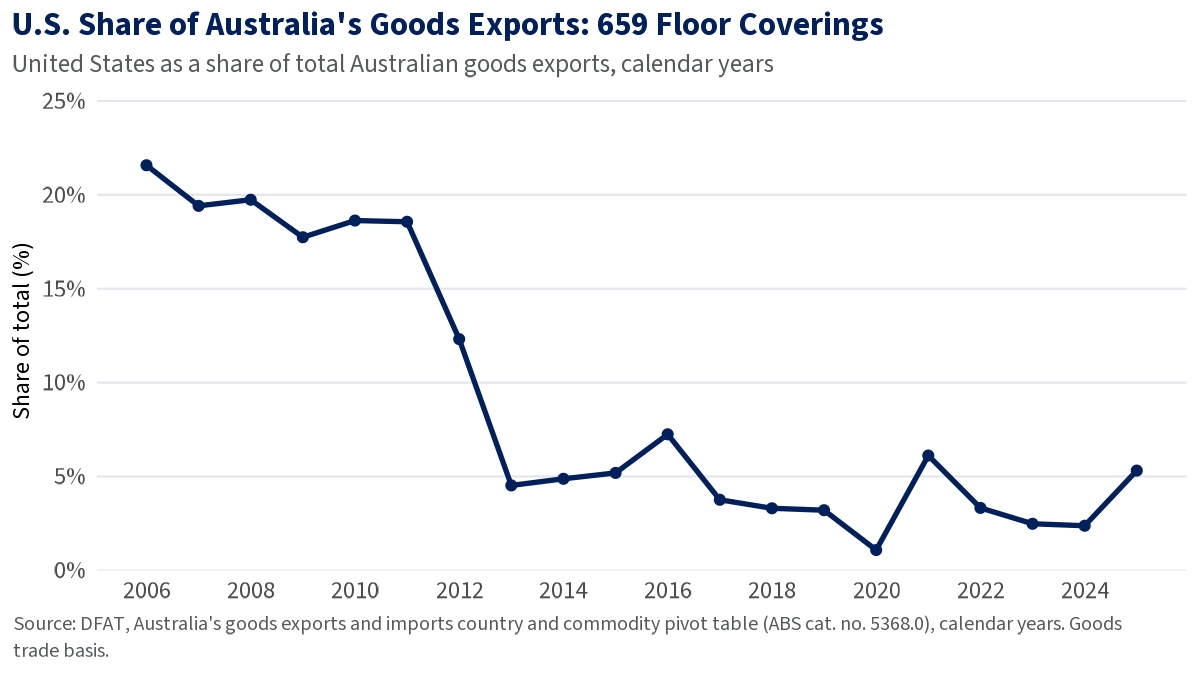 U.S. Share of Australia's Goods Exports: 659 Floor Coverings
United States as a share of total Australian goods exports, calendar years
Share of total (%)
25%
20%
15%
10%
5%
0%
2006 2008 2010 2012 2014 2016 2018 2020 2022 2024
Source: DFAT, Australia's goods exports and imports country and commodity pivot table (ABS cat. no. 5368.0), calendar years. Goods
trade basis.